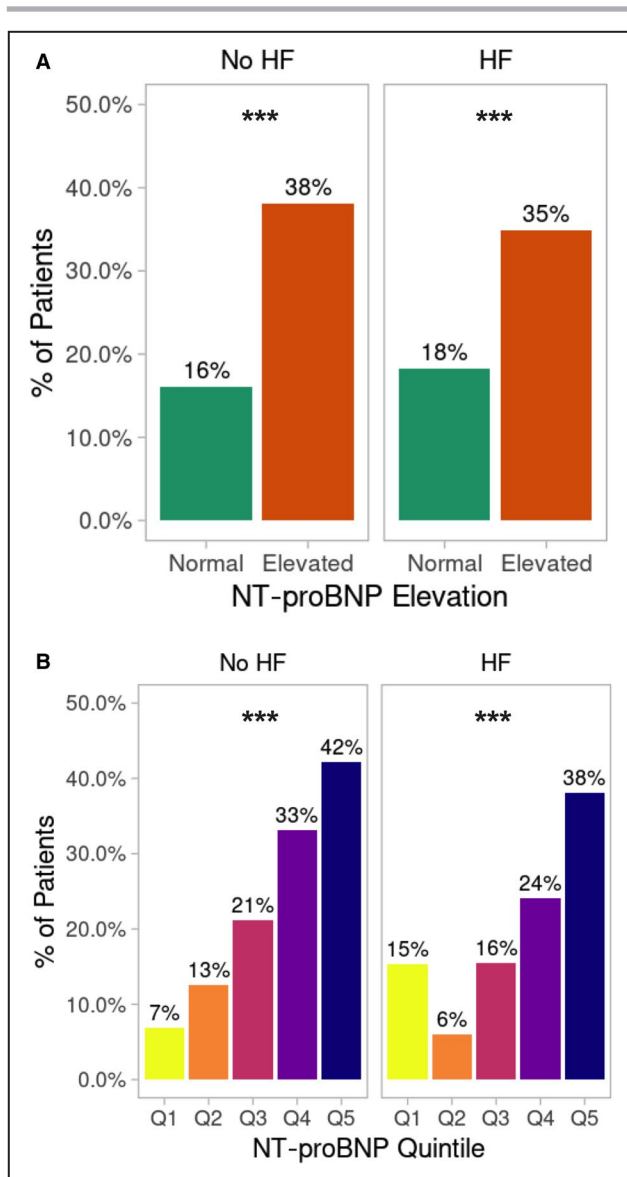 A
No HF
HF
50.0%
***
***
40.0%
38%
35%
30.0%
% of Patients
20.0%
16%
18%
10.0%
0.0%
Normal Elevated
Normal Elevated
NT-proBNP Elevation
B
No HF
HF
50.0%
***
***
42%
40.0%
38%
33%
30.0%
% of Patients
24%
21%
20.0%
15%
16%
13%
10.0%
7%
6%
0.0%
Q1 Q2 Q3 Q4 Q5
Q1 Q2 Q3 Q4 Q5
NT-proBNP Quintile